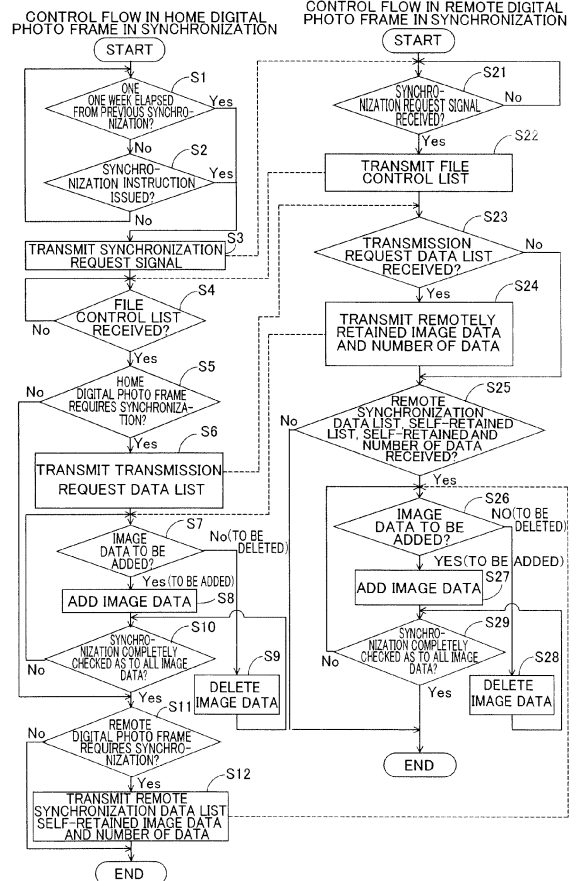 CONTROL FLOW IN HOME DIGITAL
PHOTO FRAME IN SYNCHRONIZATION
START
S1
ONE
ONE WEEK ELAPSED
FROM PREVIOUS SYNCHRO-
NIZATION?
Yes
No
S2
SYNCHRO-
NIZATION INSTRUCTION
ISSUED?
Yes
No
S3
TRANSMIT SYNCHRONIZATION
REQUEST SIGNAL
S4
FILE
CONTROL LIST
RECEIVED?
No
Yes
S5
HOME
DIGITAL PHOTO FRAME
REQUIRES SYNCHRONIZA-
TION?
No
Yes
S6
TRANSMIT TRANSMISSION
REQUEST DATA LIST
S7
IMAGE
DATA TO BE
ADDED?
No(TO BE
DELETED)
Yes(TO BE ADDED)
ADD IMAGE DATA
S8
S10
SYNCHRO-
NIZATION COMPLETELY
CHECKED AS TO ALL IMAGE
DATA?
No
Yes
S9
DELETE
IMAGE DATA
S11
REMOTE
DIGITAL PHOTO FRAME
REQUIRES SYNCHRO-
NIZATION?
No
Yes
S12
TRANSMIT REMOTE
SYNCHRONIZATION DATA LIST
SELF-RETAINED IMAGE DATA
AND NUMBER OF DATA
END
CONTROL FLOW IN REMOTE DIGITAL
PHOTO FRAME IN SYNCHRONIZATION
START
S21
SYNCHRO-
NIZATION REQUEST SIGNAL
RECEIVED?
No
Yes
S22
TRANSMIT FILE
CONTROL LIST
S23
TRANSMISSION
REQUEST DATA LIST
RECEIVED?
No
Yes
S24
TRANSMIT REMOTELY
RETAINED IMAGE DATA
AND NUMBER OF DATA
S25
REMOTE
SYNCHRONIZATION
DATA LIST, SELF-RETAINED
LIST, SELF-RETAINED AND
NUMBER OF DATA
RECEIVED?
No
Yes
S26
IMAGE
DATA TO BE
ADDED?
NO(TO BE
DELETED)
YES(TO BE ADDED)
ADD IMAGE DATA
S27
S29
SYNCHRO-
NIZATION COMPLETELY
CHECKED AS TO ALL IMAGE
DATA?
No
Yes
S28
DELETE
IMAGE DATA
END